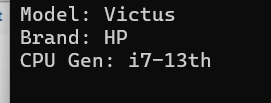 Model: Victus
Brand: HP
CPU Gen: i7-13th